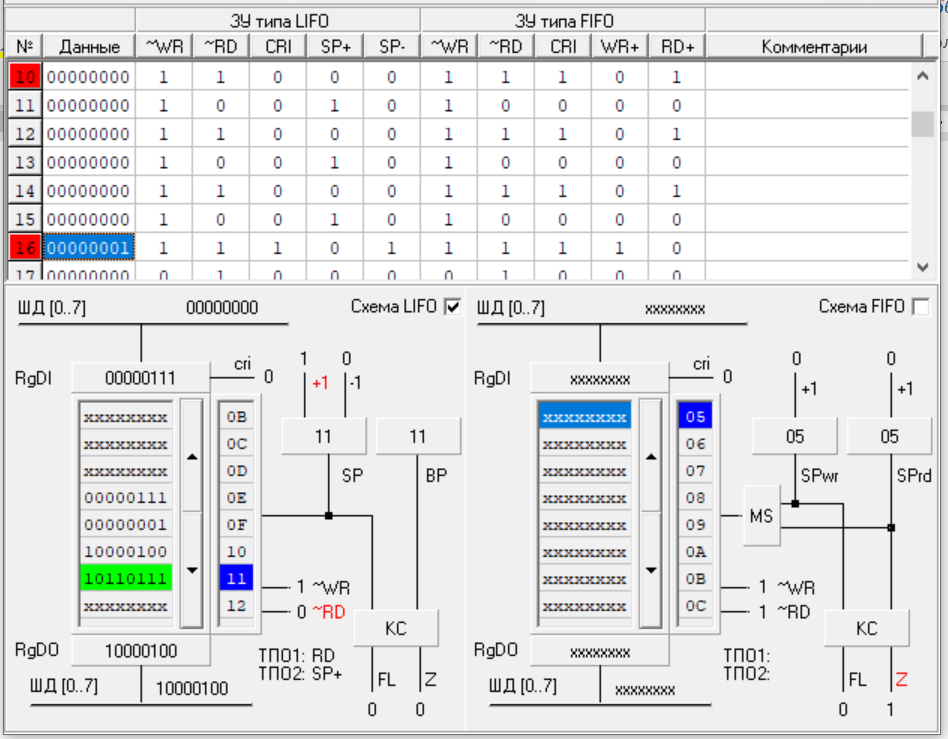 ЗУ типа LIFO ЗУ типа FIFO
№ Данные ~WR ~RD CRI SP+ SP- ~WR ~RD CRI WR+ RD+ Комментарии
10 00000000 1 1 0 0 0 1 1 1 0 1
11 00000000 1 0 0 1 0 1 0 0 0 0
12 00000000 1 1 0 0 0 1 1 1 0 1
13 00000000 1 0 0 1 0 1 0 0 0 0
14 00000000 1 1 0 0 0 1 1 1 0 1
15 00000000 1 0 0 1 0 1 0 0 0 0
16 00000001 1 1 1 0 1 1 1 1 1 0
17 00000000 0 1 0 0 0 0 1 0 0 0
ШД [0..7] 00000000 Схема LIFO
RgDI 00000111 cri 0
1 0
+1 -1
xxxxxxxx 0B
xxxxxxxx 0C
xxxxxxxx 0D
00000111 0E
00000001 0F
10000100 10
10110111 11
xxxxxxxx 12
11 11
SP BP
1 ~WR
0 ~RD
КС
RgDO 10000100
ТПО1: RD
ТПО2: SP+
FL Z
ШД [0..7] 10000100
0 0
ШД [0..7] xxxxxxxx Схема FIFO
RgDI xxxxxxxx cri 0
0 0
+1 +1
xxxxxxxx 05
xxxxxxxx 06
xxxxxxxx 07
xxxxxxxx 08
xxxxxxxx 09
xxxxxxxx 0A
xxxxxxxx 0B
xxxxxxxx 0C
05 05
SPwr SPrd
MS
1 ~WR
1 ~RD
КС
RgDO xxxxxxxx
ТПО1:
ТПО2:
FL Z
ШД [0..7] xxxxxxxx
0 1